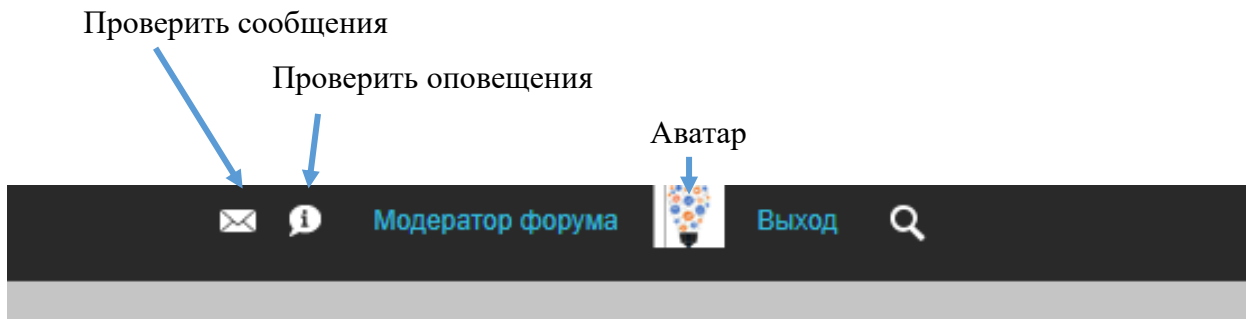 Проверить сообщения
Проверить оповещения
Аватар
Модератор форума Выход